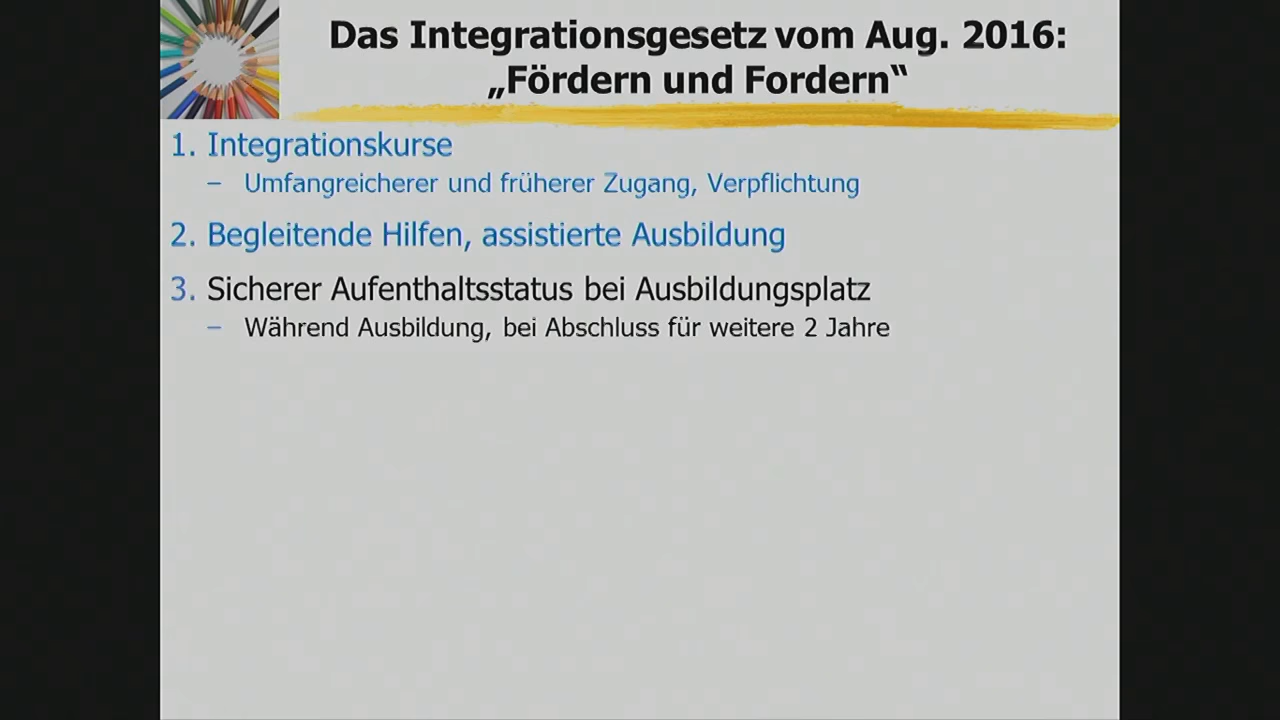 Das Integrationsgesetz vom Aug. 2016:
„Fördern und Fordern“
1. Integrationskurse
– Umfangreicherer und früherer Zugang, Verpflichtung
2. Begleitende Hilfen, assistierte Ausbildung
3. Sicherer Aufenthaltsstatus bei Ausbildungsplatz
– Während Ausbildung, bei Abschluss für weitere 2 Jahre